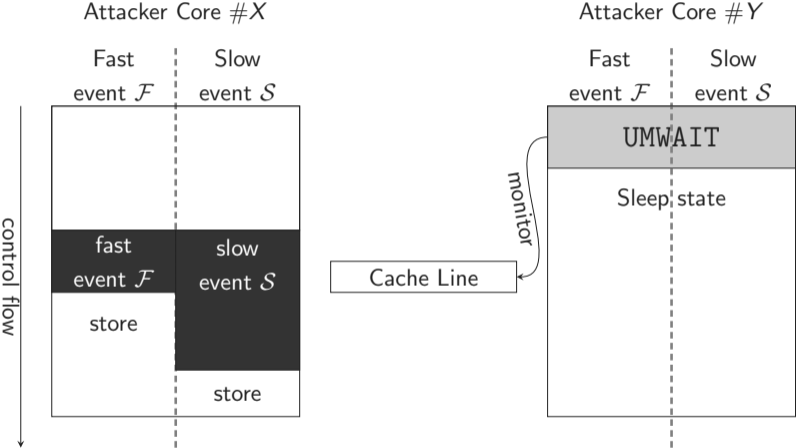 Attacker Core #X
Attacker Core #Y
Fast
event ℱ
Slow
event 𝒮
Fast
event ℱ
Slow
event 𝒮
control flow
fast
event ℱ
store
slow
event 𝒮
store
monitor
Cache Line
UMWAIT
Sleep state